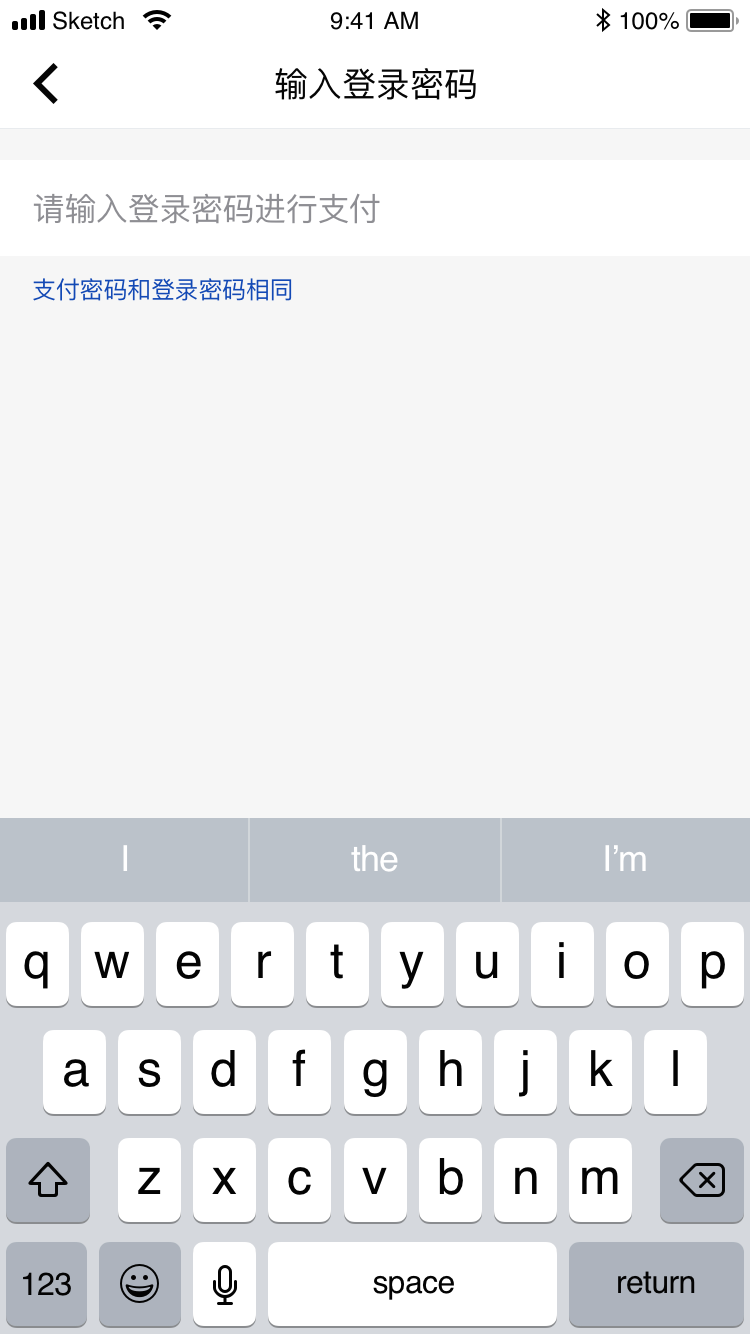 Sketch 9:41 AM 100%
输入登录密码
请输入登录密码进行支付
支付密码和登录密码相同
I the I’m
q w e r t y u i o p
a s d f g h j k l
z x c v b n m
123 space return